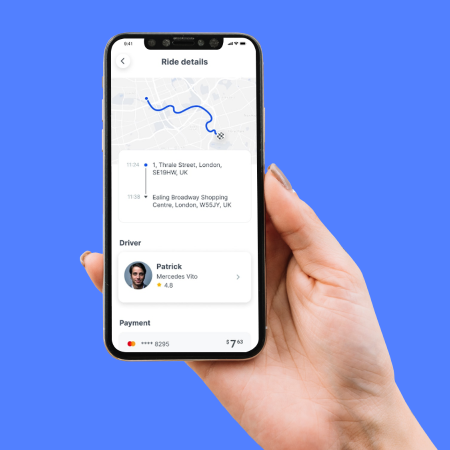 9:41
Ride details
11:24
1, Thrale Street, London,
SE19HW, UK
11:38
Ealing Broadway Shopping
Centre, London, W55JY, UK
Driver
Patrick
Mercedes Vito
4.8
Payment
**** 8295
$7 63